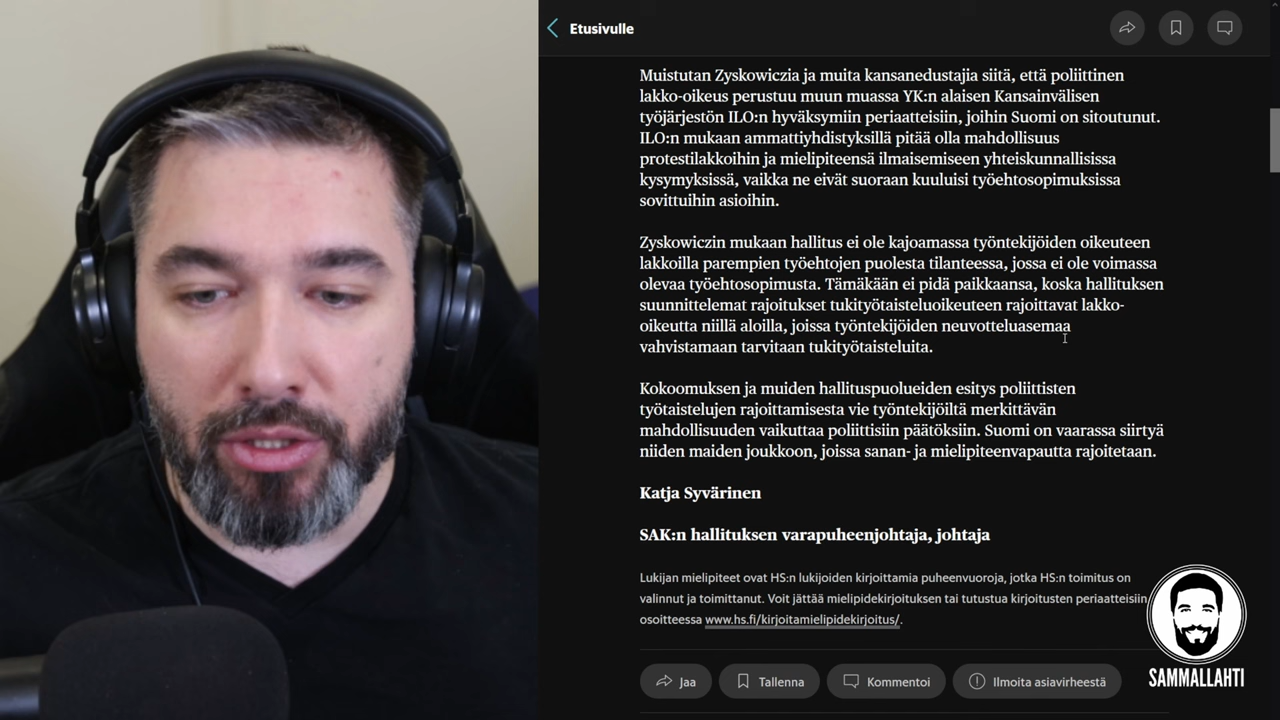 Etusivulle
Muistutan Zyskowiczia ja muita kansanedustajia siitä, että poliittinen
lakko-oikeus perustuu muun muassa YK:n alaisen Kansainvälisen
työjärjestön ILO:n hyväksymiin periaatteisiin, joihin Suomi on sitoutunut.
ILO:n mukaan ammattiyhdistyksillä pitää olla mahdollisuus
protestilakkoihin ja mielipiteensä ilmaisemiseen yhteiskunnallisissa
kysymyksissä, vaikka ne eivät suoraan kuuluisi työehtosopimuksissa
sovittuihin asioihin.
Zyskowiczin mukaan hallitus ei ole kajoamassa työntekijöiden oikeuteen
lakkoilla parempien työehtojen puolesta tilanteessa, jossa ei ole voimassa
olevaa työehtosopimusta. Tämäkään ei pidä paikkaansa, koska hallituksen
suunnittelemat rajoitukset tukityötaisteluoikeuteen rajoittavat lakko-
oikeutta niillä aloilla, joissa työntekijöiden neuvotteluasemaa
vahvistamaan tarvitaan tukityötaisteluita.
Kokoomuksen ja muiden hallituspuolueiden esitys poliittisten
työtaistelujen rajoittamisesta vie työntekijöiltä merkittävän
mahdollisuuden vaikuttaa poliittisiin päätöksiin. Suomi on vaarassa siirtyä
niiden maiden joukkoon, joissa sanan- ja mielipiteenvapautta rajoitetaan.
Katja Syvärinen
SAK:n hallituksen varapuheenjohtaja, johtaja
Lukijan mielipiteet ovat HS:n lukijoiden kirjoittamia puheenvuoroja, jotka HS:n toimitus on
valinnut ja toimittanut. Voit jättää mielipidekirjoituksen tai tutustua kirjoitusten periaatteisiin
osoitteessa www.hs.fi/kirjoitamielipidekirjoitus/.
Jaa
Tallenna
Kommentoi
Ilmoita asiavirheestä
SAMMALLAHTI